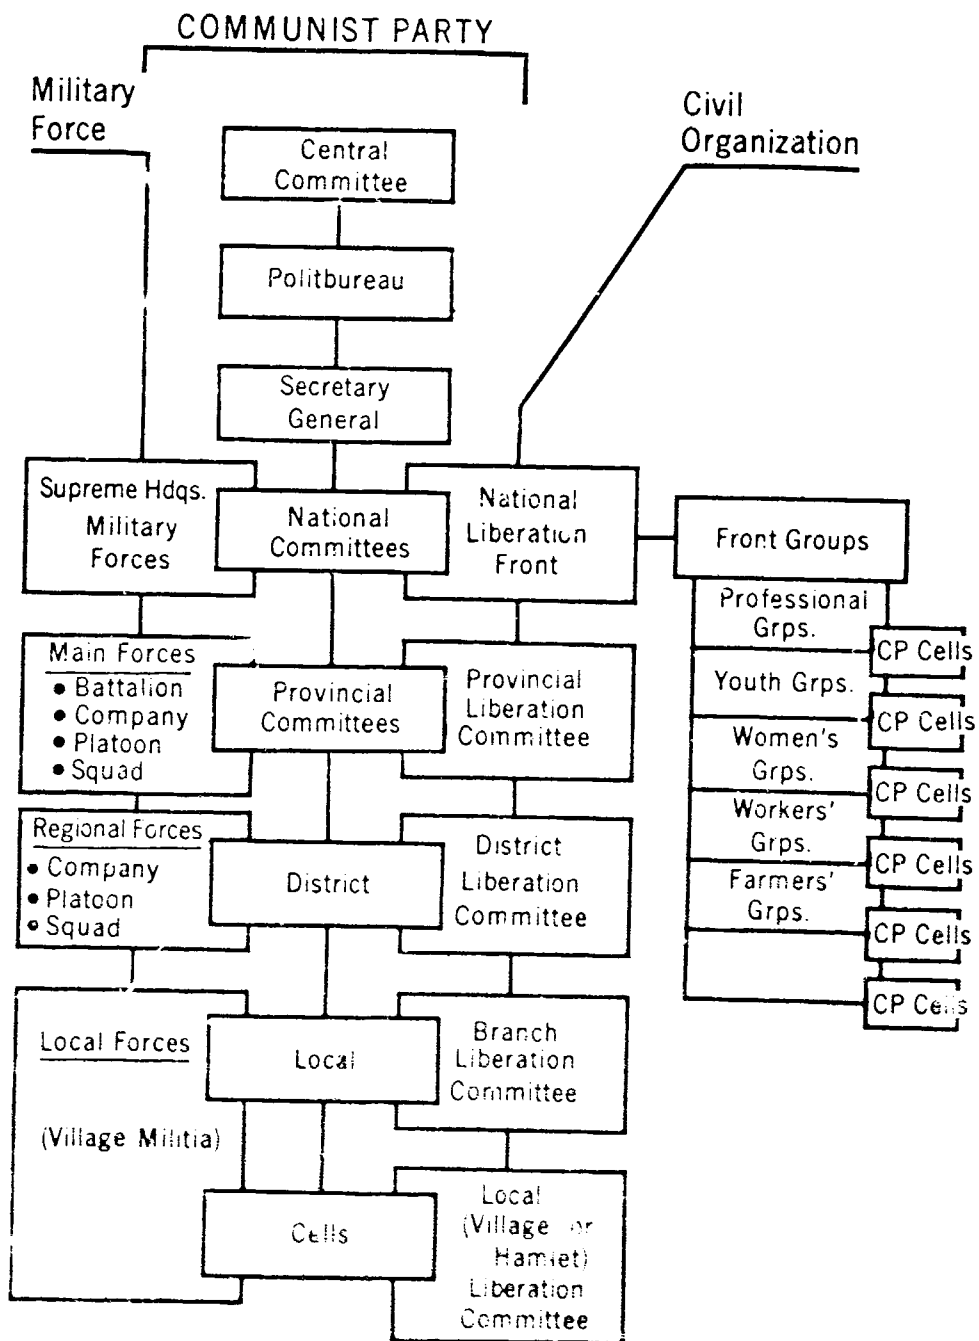 COMMUNIST PARTY
Military
Force
Civil
Organization
Central
Committee
Politbureau
Secretary
General
Supreme Hdqs.
Military
Forces
National
Committees
National
Liberation
Front
Front Groups
Professional
Grps.
CP Cells
Youth Grps.
CP Cells
Women's
Grps.
CP Cells
Workers'
Grps.
CP Cells
Farmers'
Grps.
CP Cells
CP Cells
Main Forces
• Battalion
• Company
• Platoon
• Squad
Provincial
Committees
Provincial
Liberation
Committee
Regional Forces
• Company
• Platoon
• Squad
District
District
Liberation
Committee
Local Forces
(Village Militia)
Local
Branch
Liberation
Committee
Cells
Local
(Village or
Hamlet)
Liberation
Committee